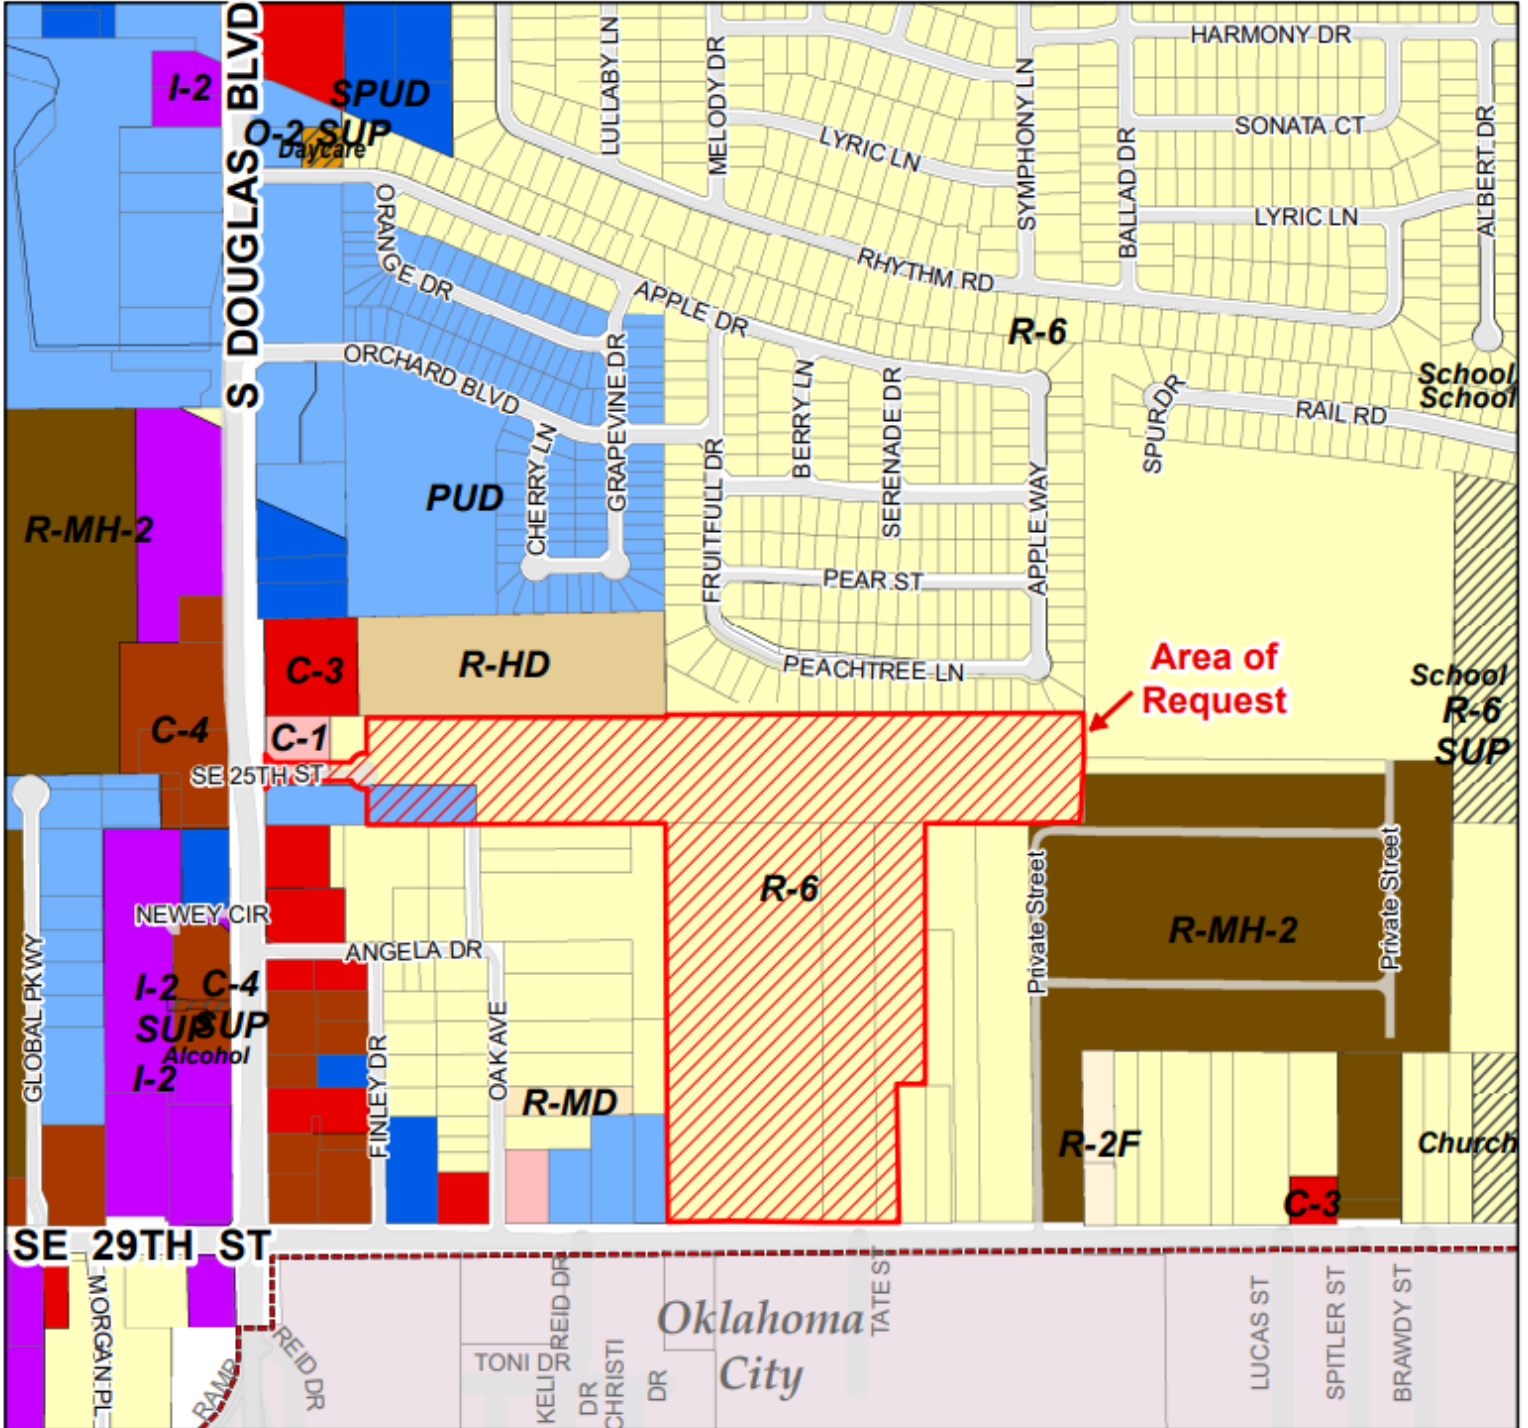 HARMONY DR
S DOUGLAS BLVD
LULLABY LN
MELODY DR
SYMPHONY LN
I-2
SPUD
O-2 SUP
Daycare
LYRIC LN
SONATA CT
BALLAD DR
ALBERT DR
LYRIC LN
ORANGE DR
RHYTHM RD
APPLE DR
R-6
ORCHARD BLVD
GRAPEVINE DR
BERRY LN
SERENADE DR
SPUR DR
RAIL RD
School
School
CHERRY LN
FRUITFULL DR
APPLE WAY
PUD
R-MH-2
PEAR ST
C-3
R-HD
PEACHTREE LN
Area of
Request
School
R-6
SUP
C-4
C-1
SE 25TH ST
R-6
Private Street
Private Street
R-MH-2
NEWEY CIR
ANGELA DR
GLOBAL PKWY
I-2
C-4
SUP
SUP
Alcohol
I-2
FINLEY DR
OAK AVE
R-MD
R-2F
Church
C-3
SE 29TH ST
MORGAN PL
RAMP
REID DR
REID DR
TONI DR
KELI DR
CHRISTI DR
Oklahoma
City
TATE ST
LUCAS ST
SPITLER ST
BRAWDY ST